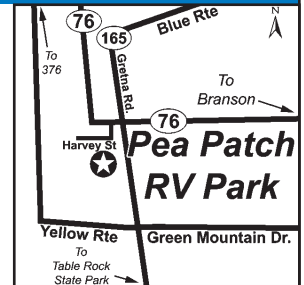 N
76
Blue Rte
165
To
376
Gretna Rd.
To
Branson
76
Harvey St
Pea Patch
RV Park
Yellow Rte
Green Mountain Dr.
To
Table Rock
State Park